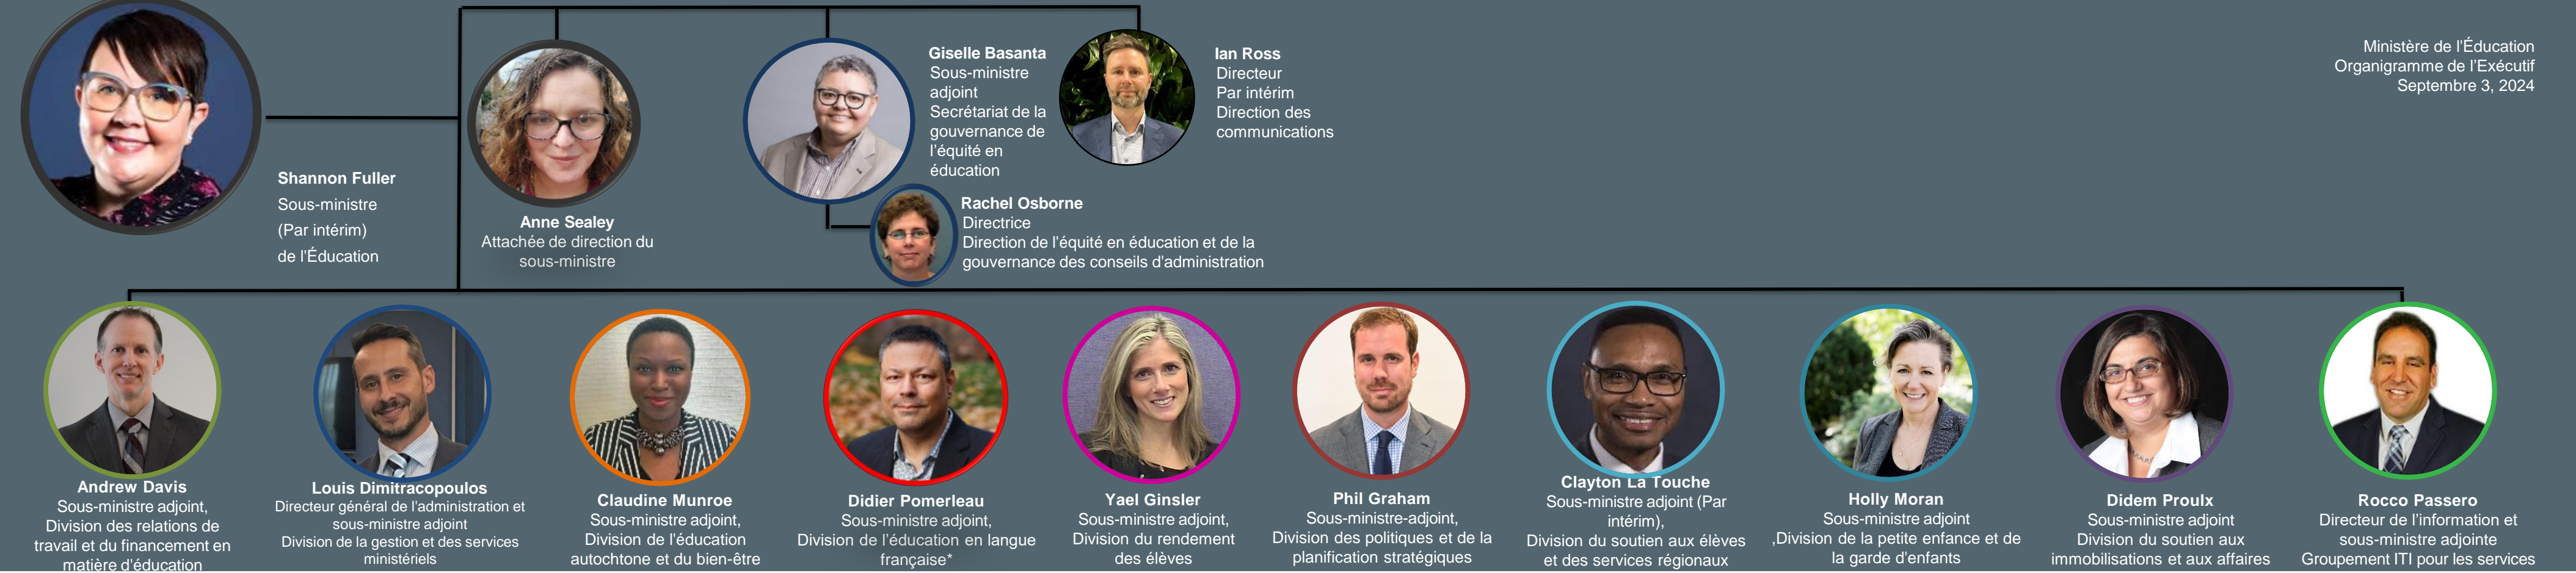 Ministère de l'Éducation
Organigramme de l'Exécutif
Septembre 3, 2024
Shannon Fuller
Sous-ministre
(Par intérim)
de l'Éducation
Anne Sealey
Attachée de direction du
sous-ministre
Giselle Basanta
Sous-ministre
adjoint
Secrétariat de la
gouvernance de
l'équité en
éducation
Ian Ross
Directeur
Par intérim
Direction des
communications
Rachel Osborne
Directrice
Direction de l'équité en éducation et de la
gouvernance des conseils d'administration
Andrew Davis
Sous-ministre adjoint,
Division des relations de
travail et du financement en
matière d'éducation
Louis Dimitracopoulos
Directeur général de l'administration et
sous-ministre adjoint
Division de la gestion et des services
ministériels
Claudine Munroe
Sous-ministre adjoint,
Division de l'éducation
autochtone et du bien-être
Didier Pomerleau
Sous-ministre adjoint,
Division de l'éducation en langue
française*
Yael Ginsler
Sous-ministre adjoint,
Division du rendement
des élèves
Phil Graham
Sous-ministre-adjoint,
Division des politiques et de la
planification stratégiques
Clayton La Touche
Sous-ministre adjoint (Par
intérim),
Division du soutien aux élèves
et des services régionaux
Holly Moran
Sous-ministre adjoint
,Division de la petite enfance et de
la garde d'enfants
Didem Proulx
Sous-ministre adjoint
Division du soutien aux
immobilisations et aux affaires
Rocco Passero
Directeur de l'information et
sous-ministre adjointe
Groupement ITI pour les services